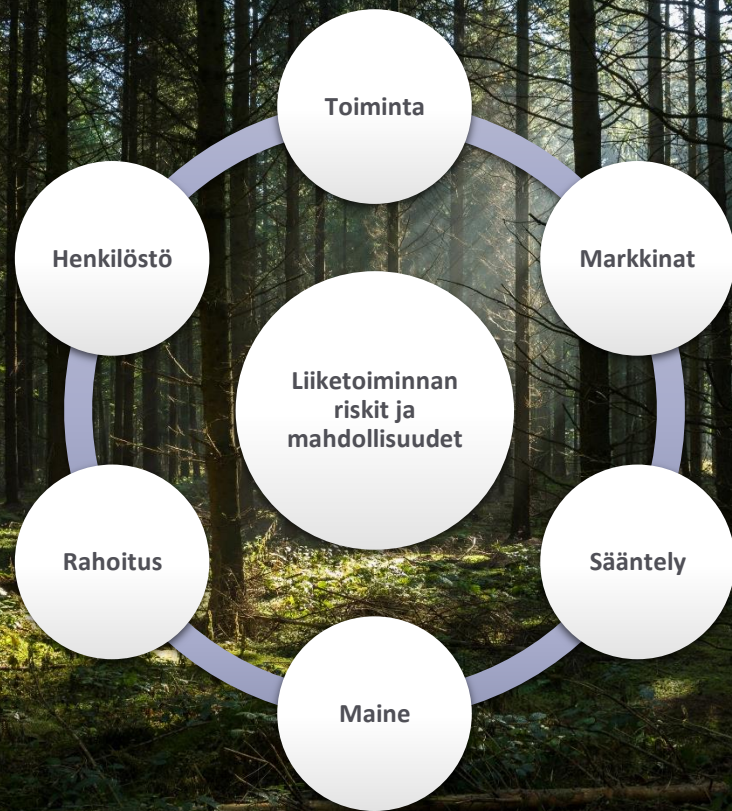 Toiminta
Markkinat
Sääntely
Maine
Rahoitus
Henkilöstö
Liiketoiminnan
riskit ja
mahdollisuudet